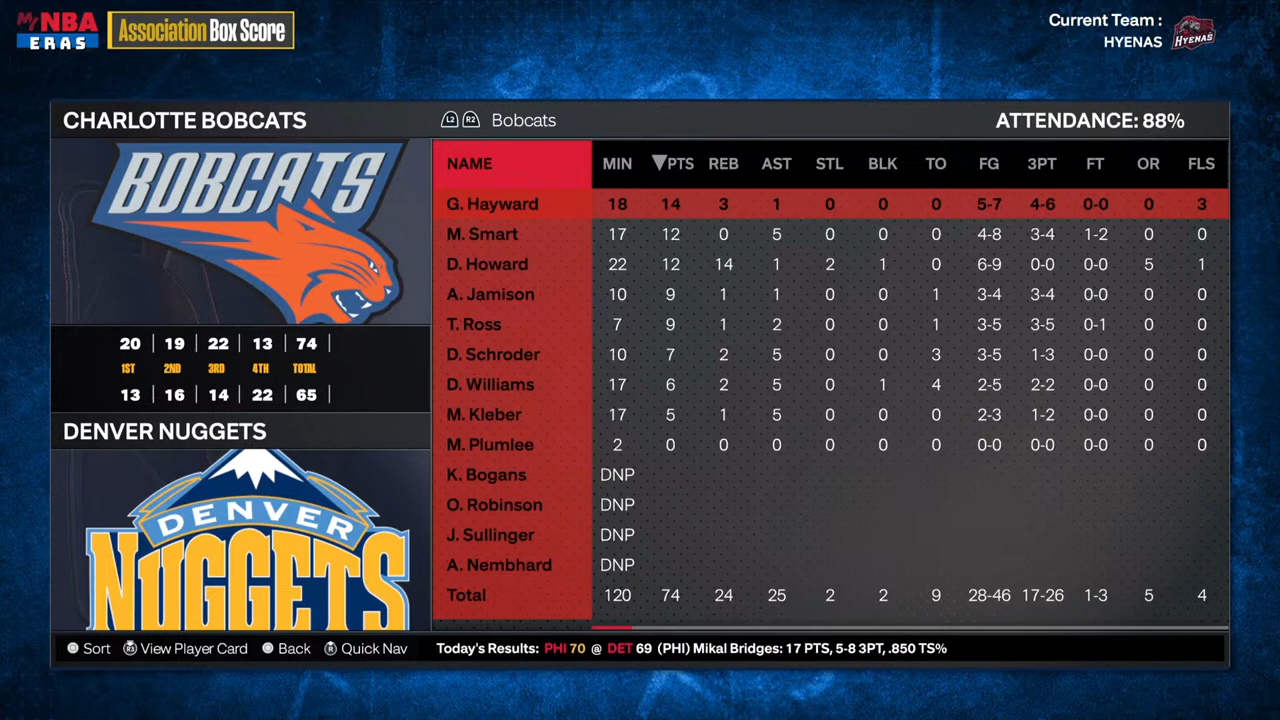 MyNBA ERAS Association Box Score
Current Team :
HYENAS HYENAS
CHARLOTTE BOBCATS
BOBCATS
20 19 22 13 74
1ST 2ND 3RD 4TH TOTAL
13 16 14 22 65
DENVER NUGGETS
DENVER
NUGGETS
L2 R2 Bobcats ATTENDANCE: 88%
NAME MIN ▼PTS REB AST STL BLK TO FG 3PT FT OR FLS
G. Hayward 18 14 3 1 0 0 0 5-7 4-6 0-0 0 3
M. Smart 17 12 0 5 0 0 0 4-8 3-4 1-2 0 0
D. Howard 22 12 14 1 2 1 0 6-9 0-0 0-0 5 1
A. Jamison 10 9 1 1 0 0 1 3-4 3-4 0-0 0 0
T. Ross 7 9 1 2 0 0 1 3-5 3-5 0-1 0 0
D. Schroder 10 7 2 5 0 0 3 3-5 1-3 0-0 0 0
D. Williams 17 6 2 5 0 1 4 2-5 2-2 0-0 0 0
M. Kleber 17 5 1 5 0 0 0 2-3 1-2 0-0 0 0
M. Plumlee 2 0 0 0 0 0 0 0-0 0-0 0-0 0 0
K. Bogans DNP
O. Robinson DNP
J. Sullinger DNP
A. Nembhard DNP
Total 120 74 24 25 2 2 9 28-46 17-26 1-3 5 4
Sort R3 View Player Card Back R Quick Nav Today's Results: PHI 70 @ DET 69 (PHI) Mikal Bridges: 17 PTS, 5-8 3PT, .850 TS%